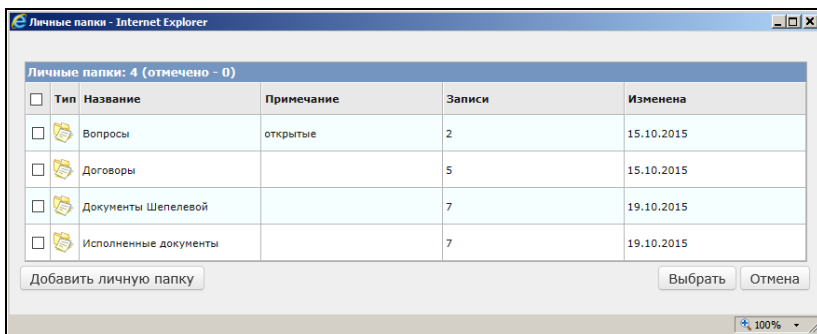 Личные папки - Internet Explorer
Личные папки: 4 (отмечено - 0)
Тип Название Примечание Записи Изменена
Вопросы открытые 2 15.10.2015
Договоры 5 15.10.2015
Документы Шепелевой 7 19.10.2015
Исполненные документы 7 19.10.2015
Добавить личную папку Выбрать Отмена
100%